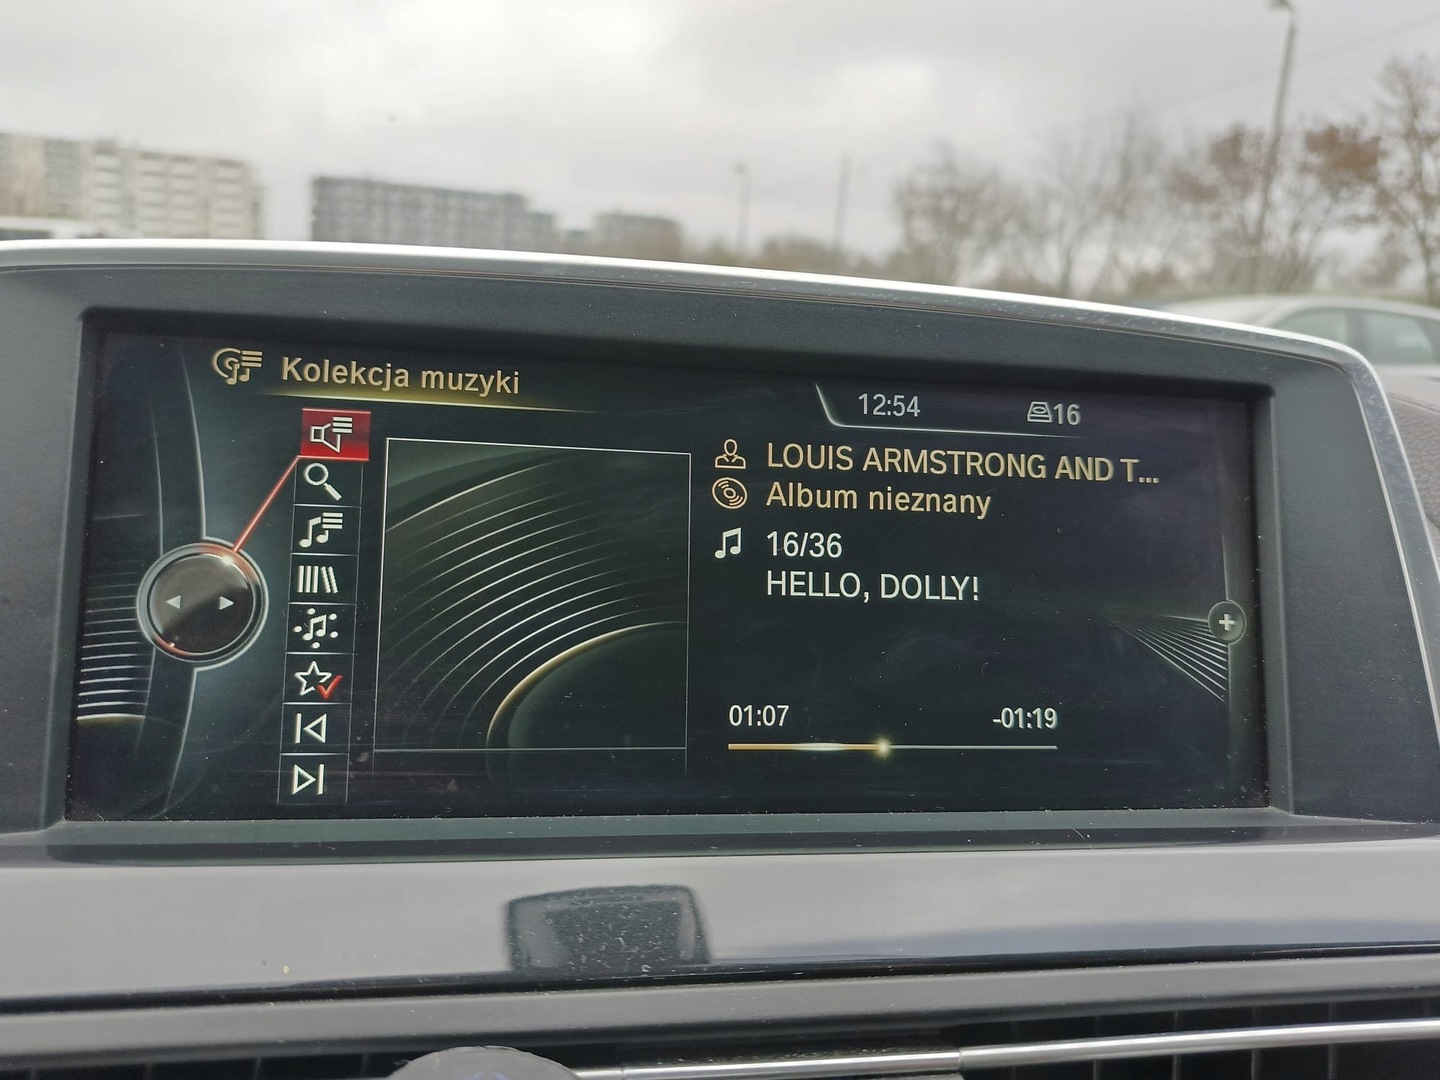 Kolekcja muzyki
12:54
16
LOUIS ARMSTRONG AND T...
Album nieznany
16/36
HELLO, DOLLY!
01:07
-01:19